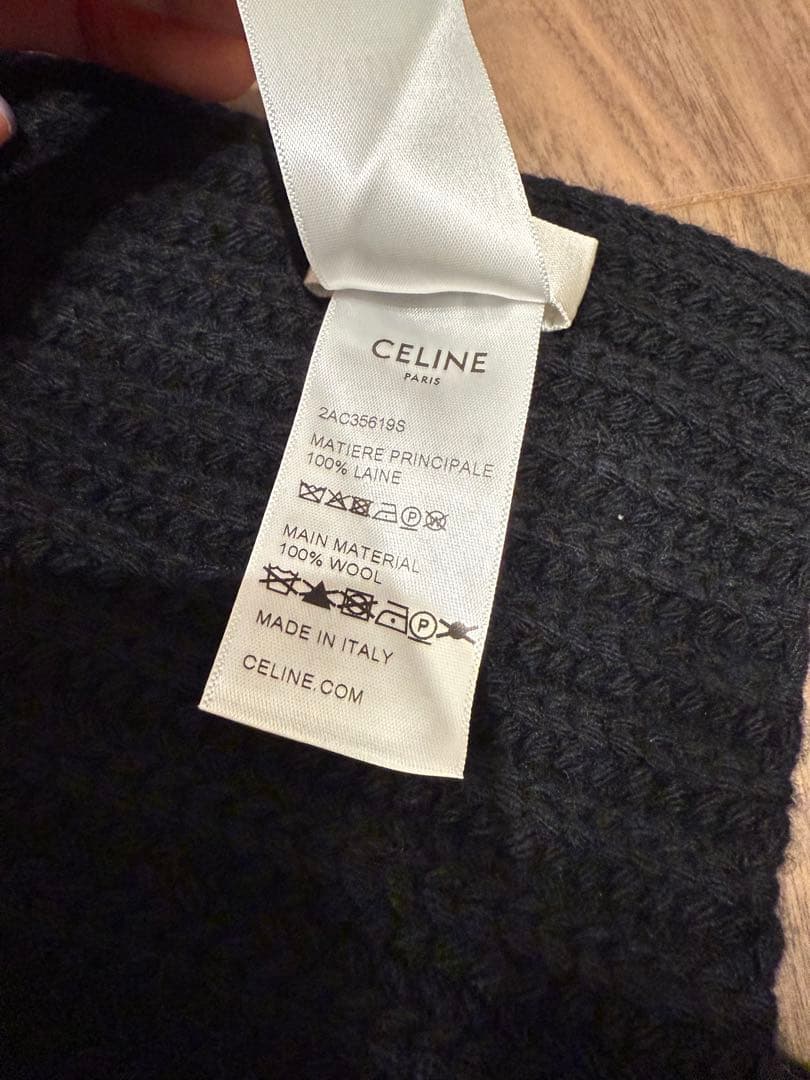 CELINE
PARIS
2AC35619S
MATIERE PRINCIPALE
100% LAINE
P W
MAIN MATERIAL
100% WOOL
P
MADE IN ITALY
CELINE.COM